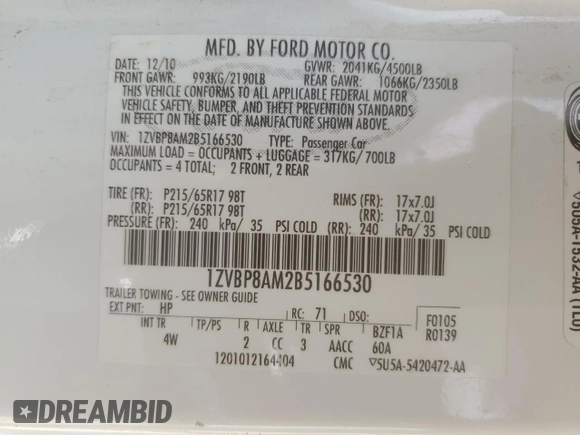 MFD. BY FORD MOTOR CO.
DATE: 12/10 GVWR: 2041KG/4500LB
FRONT GAWR: 993KG/2190LB REAR GAWR: 1066KG/2350LB
THIS VEHICLE CONFORMS TO ALL APPLICABLE FEDERAL MOTOR
VEHICLE SAFETY, BUMPER, AND THEFT PREVENTION STANDARDS
IN EFFECT ON THE DATE OF MANUFACTURE SHOWN ABOVE.
VIN: 1ZVBP8AM2B5166530 TYPE: Passenger Car
MAXIMUM LOAD = OCCUPANTS + LUGGAGE = 317KG/700LB
OCCUPANTS = 4 TOTAL; 2 FRONT, 2 REAR
TIRE (FR): P215/65R17 98T RIMS (FR): 17x7.0J
TIRE (RR): P215/65R17 98T (RR): 17x7.0J
PRESSURE (FR): 240 kPa/ 35 PSI COLD (RR): 240 kPa/ 35 PSI COLD
1ZVBP8AM2B5166530
TRAILER TOWING - SEE OWNER GUIDE
EXT PNT: HP RC: 71 DSO: F0105
INT TR TP/PS R AXLE TR SPR BZF1A R0139
4W 2 CC 3 AACC 60A
1201012164404 CMC ▽5U5A-5420472-AA
DREAMBID